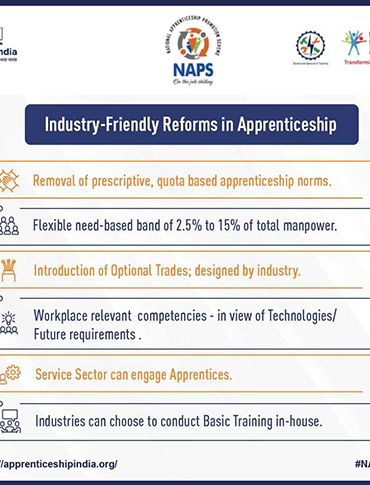 ndia
NATIONAL APPRENTICESHIP PROMOTION SCHEME
NAPS
On the job skilling
Transformi
Industry-Friendly Reforms in Apprenticeship
Removal of prescriptive, quota based apprenticeship norms.
Flexible need-based band of 2.5% to 15% of total manpower.
Introduction of Optional Trades; designed by industry.
Workplace relevant competencies - in view of Technologies/
Future requirements .
Service Sector can engage Apprentices.
Industries can choose to conduct Basic Training in-house.
//apprenticeshipindia.org/
#NA